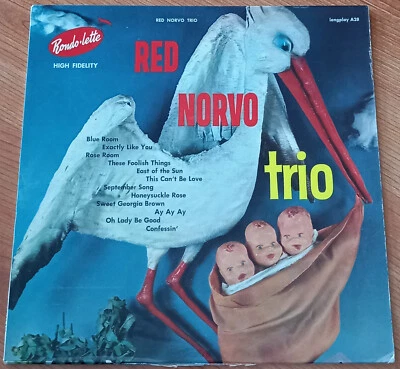 Rondo-lette
HIGH FIDELITY
RED NORVO TRIO
longplay A28
RED
NORVO
trio
Blue Room
Exactly Like You
Rose Room
These Foolish Things
East of the Sun
This Can't Be Love
September Song
Honeysuckle Rose
Sweet Georgia Brown
Ay Ay Ay
Oh Lady Be Good
Confessin'